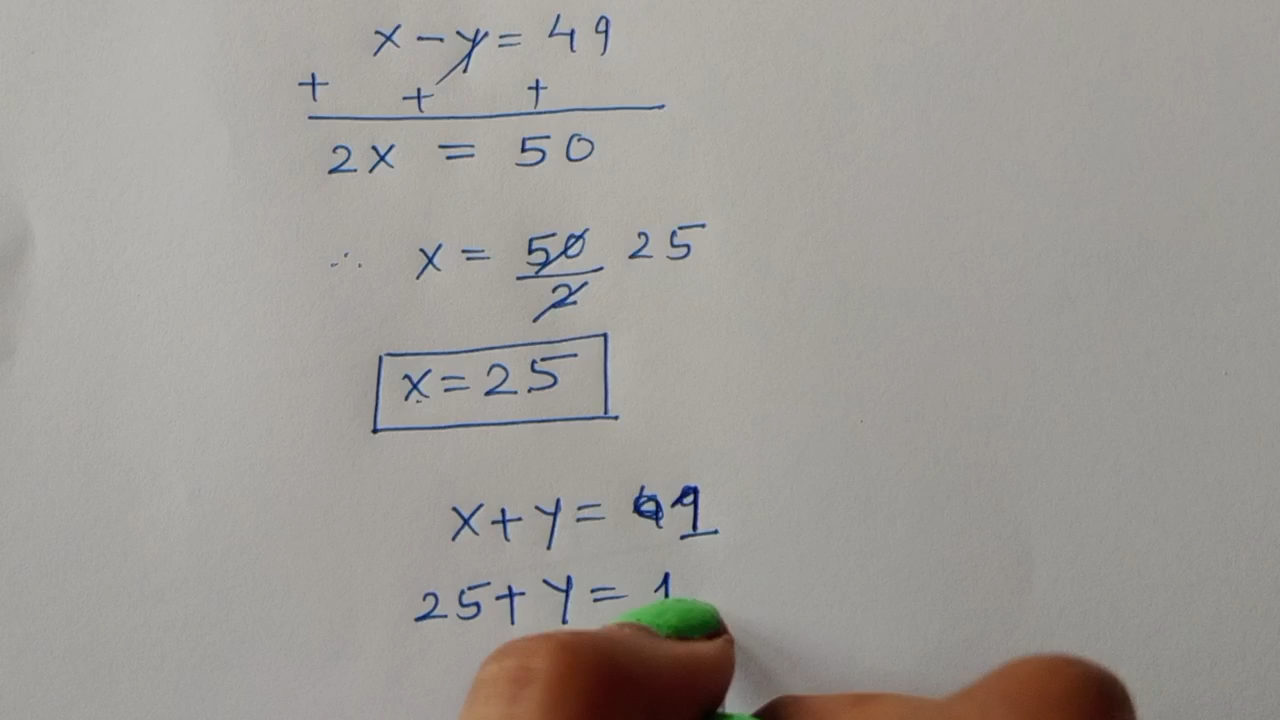 x - y = 49
+ + +
2x = 50
∴ x = 50/2 25
x = 25
x + y = 1
25 + y = 1